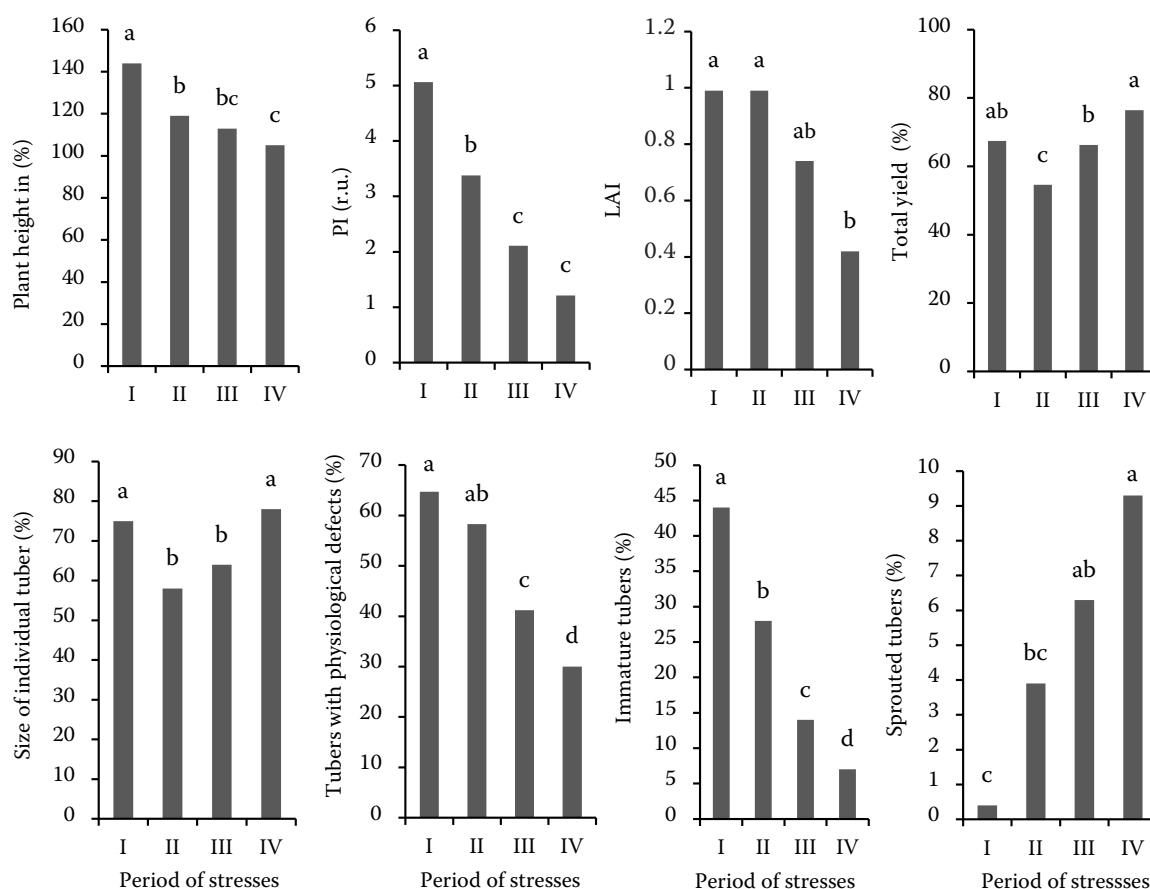 Plant height in (%)
160
140
120
100
80
60
40
20
0
a
b
bc
c
I II III IV
PI (r.u.)
6
5
4
3
2
1
0
a
b
c
c
I II III IV
LAI
1.2
1
0.8
0.6
0.4
0.2
0
a
a
ab
b
I II III IV
Total yield (%)
100
80
60
40
20
0
ab
c
b
a
I II III IV
Size of individual tuber (%)
90
80
70
60
50
40
30
20
10
0
a
b
b
a
I II III IV
Period of stresses
Tubers with physiological defects (%)
70
60
50
40
30
20
10
0
a
ab
c
d
I II III IV
Period of stresses
Immature tubers (%)
50
45
40
35
30
25
20
15
10
5
0
a
b
c
d
I II III IV
Period of stresses
Sprouted tubers (%)
10
9
8
7
6
5
4
3
2
1
0
c
bc
ab
a
I II III IV
Period of stressses